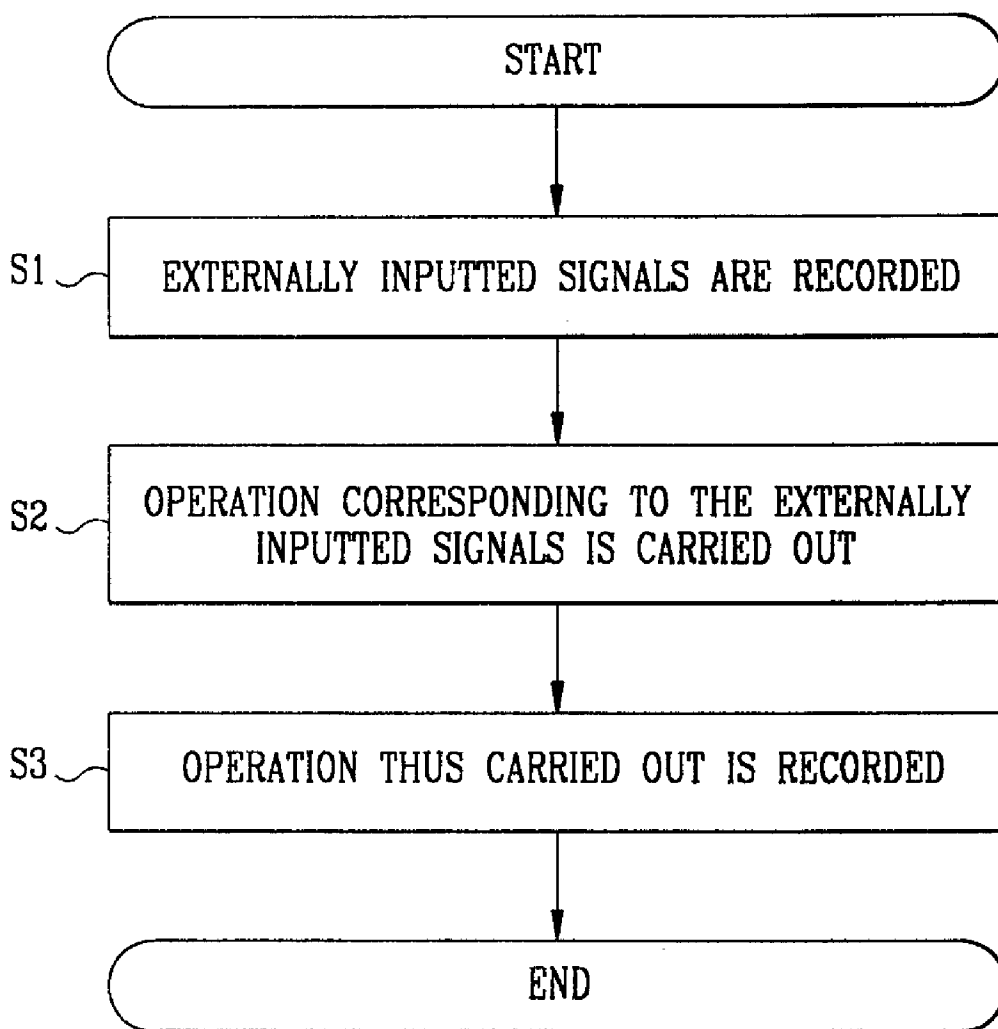 START
S1
EXTERNALLY INPUTTED SIGNALS ARE RECORDED
S2
OPERATION CORRESPONDING TO THE EXTERNALLY
INPUTTED SIGNALS IS CARRIED OUT
S3
OPERATION THUS CARRIED OUT IS RECORDED
END